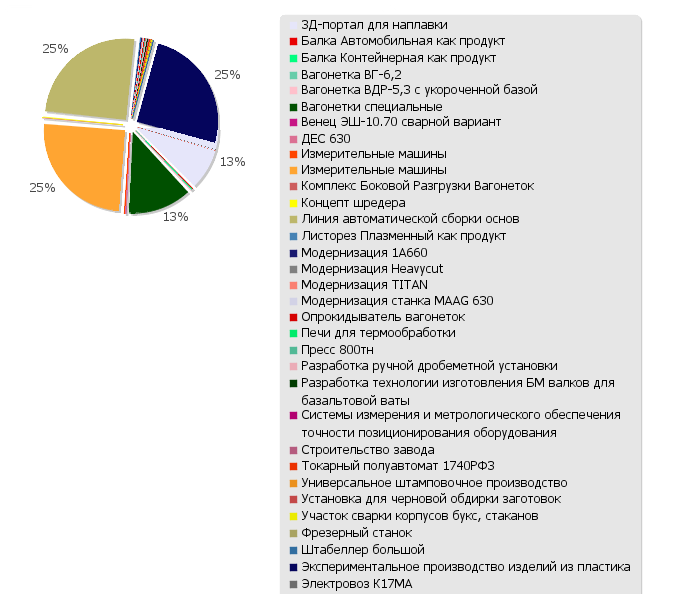 25%
25%
13%
13%
25%
3Д-портал для наплавки
Балка Автомобильная как продукт
Балка Контейнерная как продукт
Вагонетка ВГ-6,2
Вагонетка ВДР-5,3 с укороченной базой
Вагонетки специальные
Венец ЭШ-10.70 сварной вариант
ДЕС 630
Измерительные машины
Измерительные машины
Комплекс Боковой Разгрузки Вагонеток
Концепт шредера
Линия автоматической сборки основ
Листорез Плазменный как продукт
Модернизация 1А660
Модернизация Heavycut
Модернизация TITAN
Модернизация станка MAAG 630
Опрокидыватель вагонеток
Печи для термообработки
Пресс 800тн
Разработка ручной дробеметной установки
Разработка технологии изготовления БМ валков для
базальтовой ваты
Системы измерения и метрологического обеспечения
точности позиционирования оборудования
Строительство завода
Токарный полуавтомат 1740РФ3
Универсальное штамповочное производство
Установка для черновой обдирки заготовок
Участок сварки корпусов букс, стаканов
Фрезерный станок
Штабеллер большой
Экспериментальное производство изделий из пластика
Электровоз К17МА